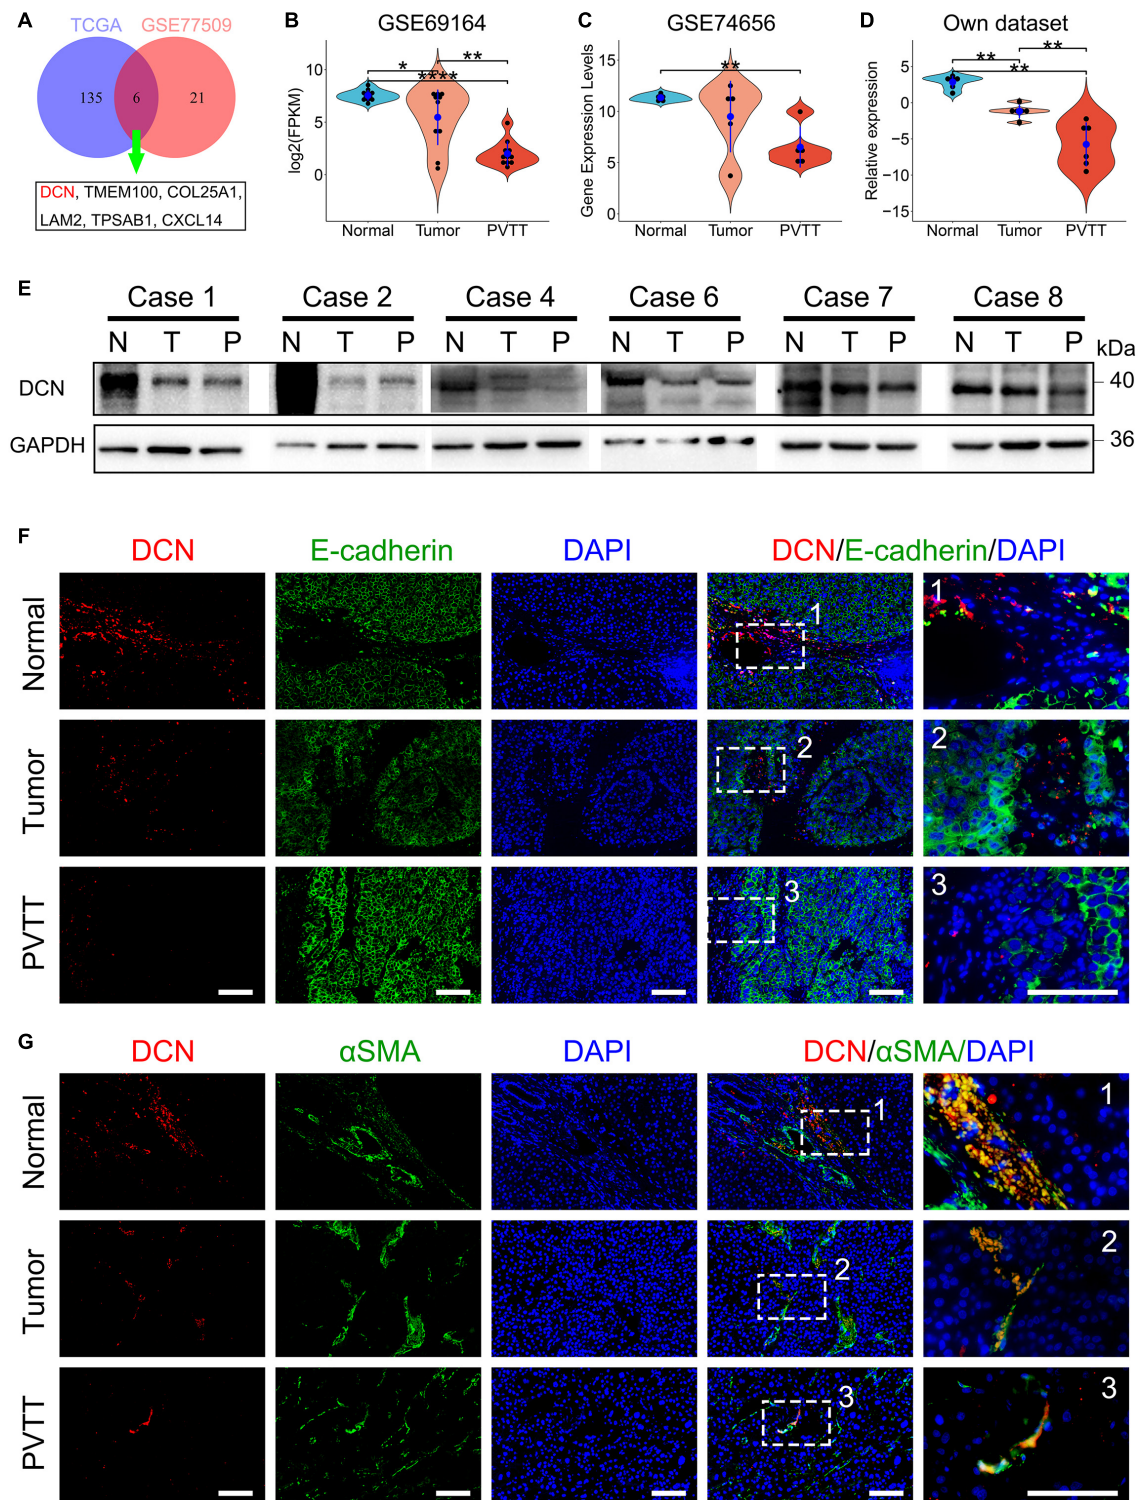 A
TCGA GSE77509
135 6 21
DCN, TMEM100, COL25A1,
LAM2, TPSAB1, CXCL14
B
GSE69164
log2(FPKM)
10
5
0
* **
****
Normal Tumor PVTT
C
GSE74656
Gene Expression Levels
15
10
5
0
**
Normal Tumor PVTT
D
Own dataset
Relative expression
5
0
−5
−10
−15
** **
**
Normal Tumor PVTT
E
Case 1 Case 2 Case 4 Case 6 Case 7 Case 8
N T P N T P N T P N T P N T P N T P
kDa
DCN
40
GAPDH
36
F
DCN E-cadherin DAPI DCN/E-cadherin/DAPI
Normal
1 1
Tumor
2 2
PVTT
3 3
G
DCN αSMA DAPI DCN/αSMA/DAPI
Normal
1 1
Tumor
2 2
PVTT
3 3